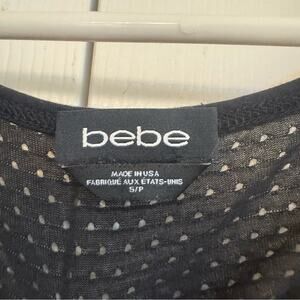 bebe
MADE IN USA
FABRIQUÉ AUX ÉTATS-UNIS
S/P